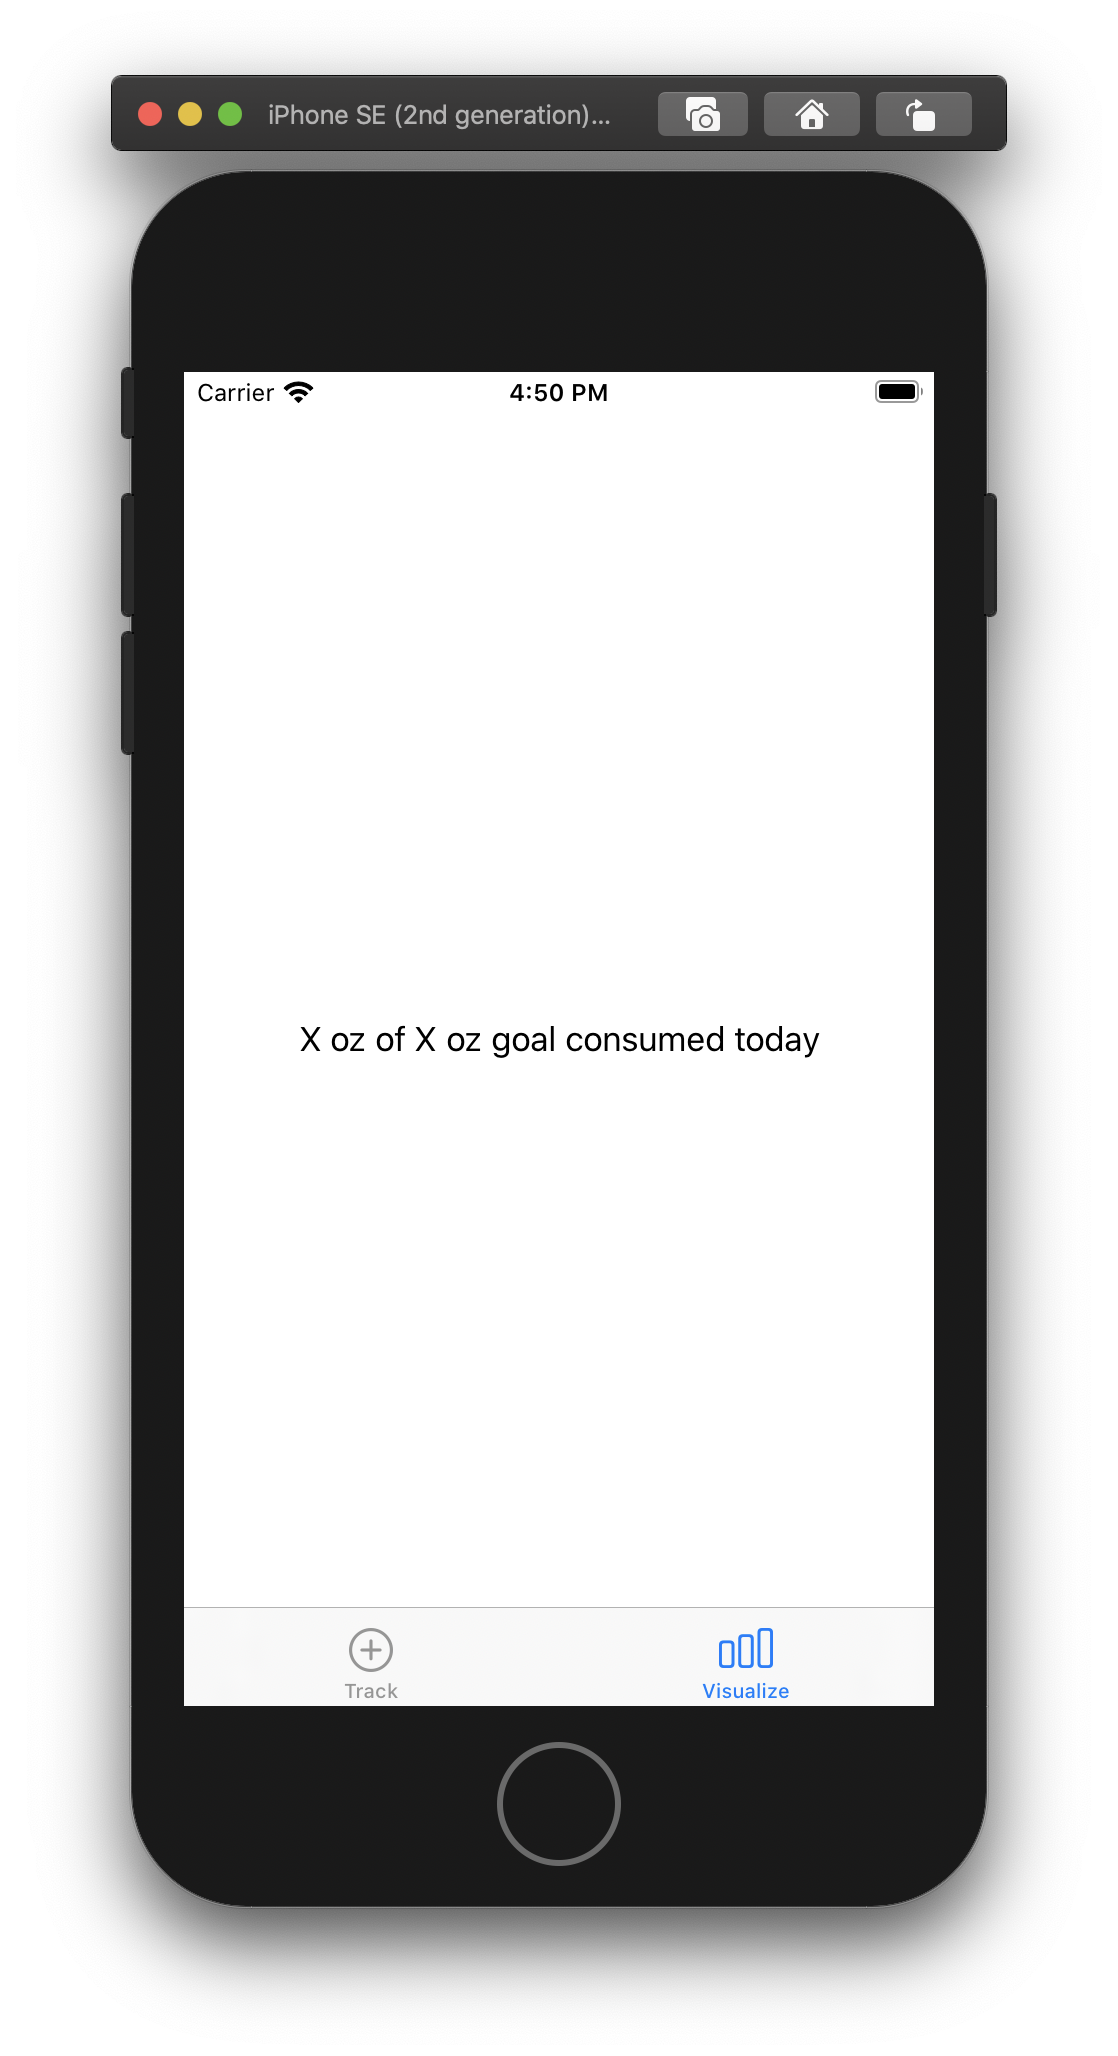 iPhone SE (2nd generation)...
Carrier 4:50 PM
X oz of X oz goal consumed today
Track Visualize